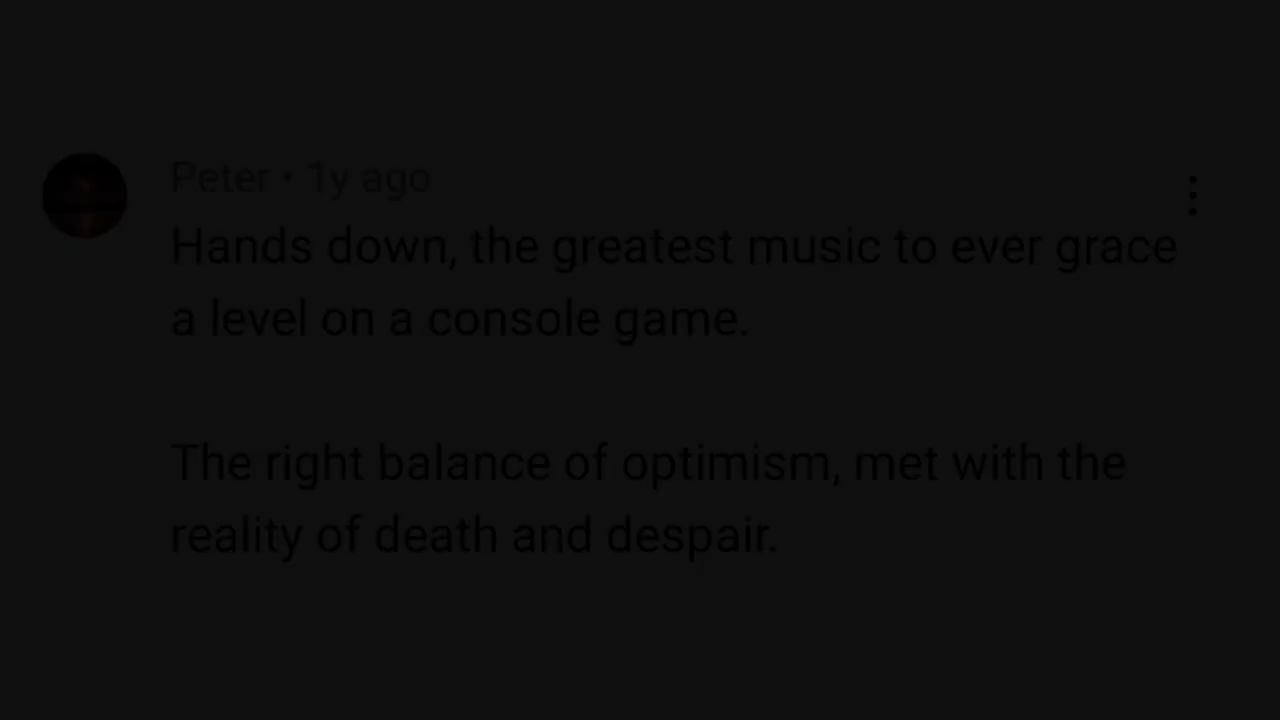 Peter • 1y ago
Hands down, the greatest music to ever grace
a level on a console game.
The right balance of optimism, met with the
reality of death and despair.